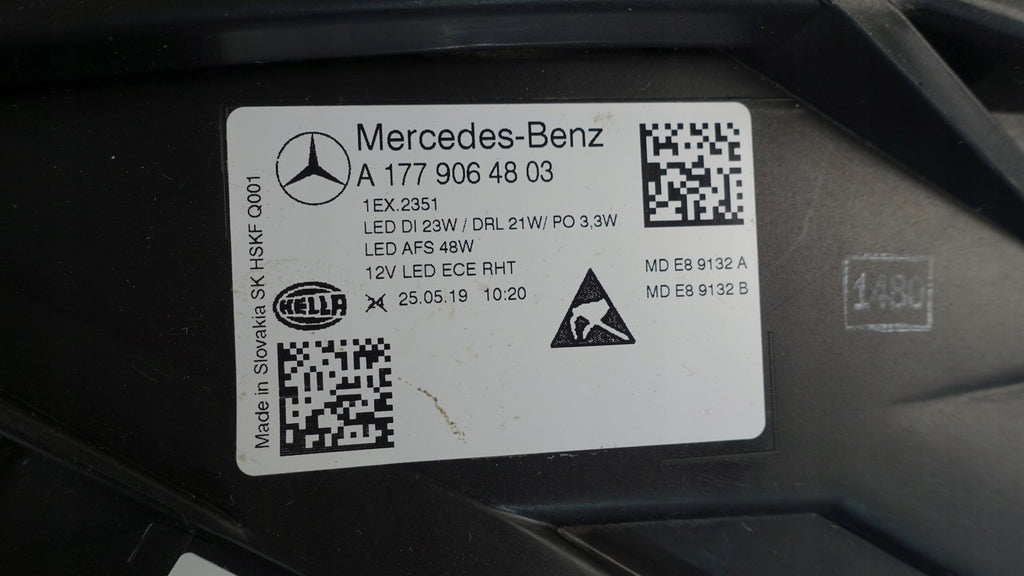 Mercedes-Benz
A 177 906 48 03
1EX.2351
LED DI 23W / DRL 21W/ PO 3,3W
LED AFS 48W
12V LED ECE RHT
25.05.19 10:20
HELLA
MD E8 9132 A
MD E8 9132 B
Made in Slovakia SK HSKF Q001
1480